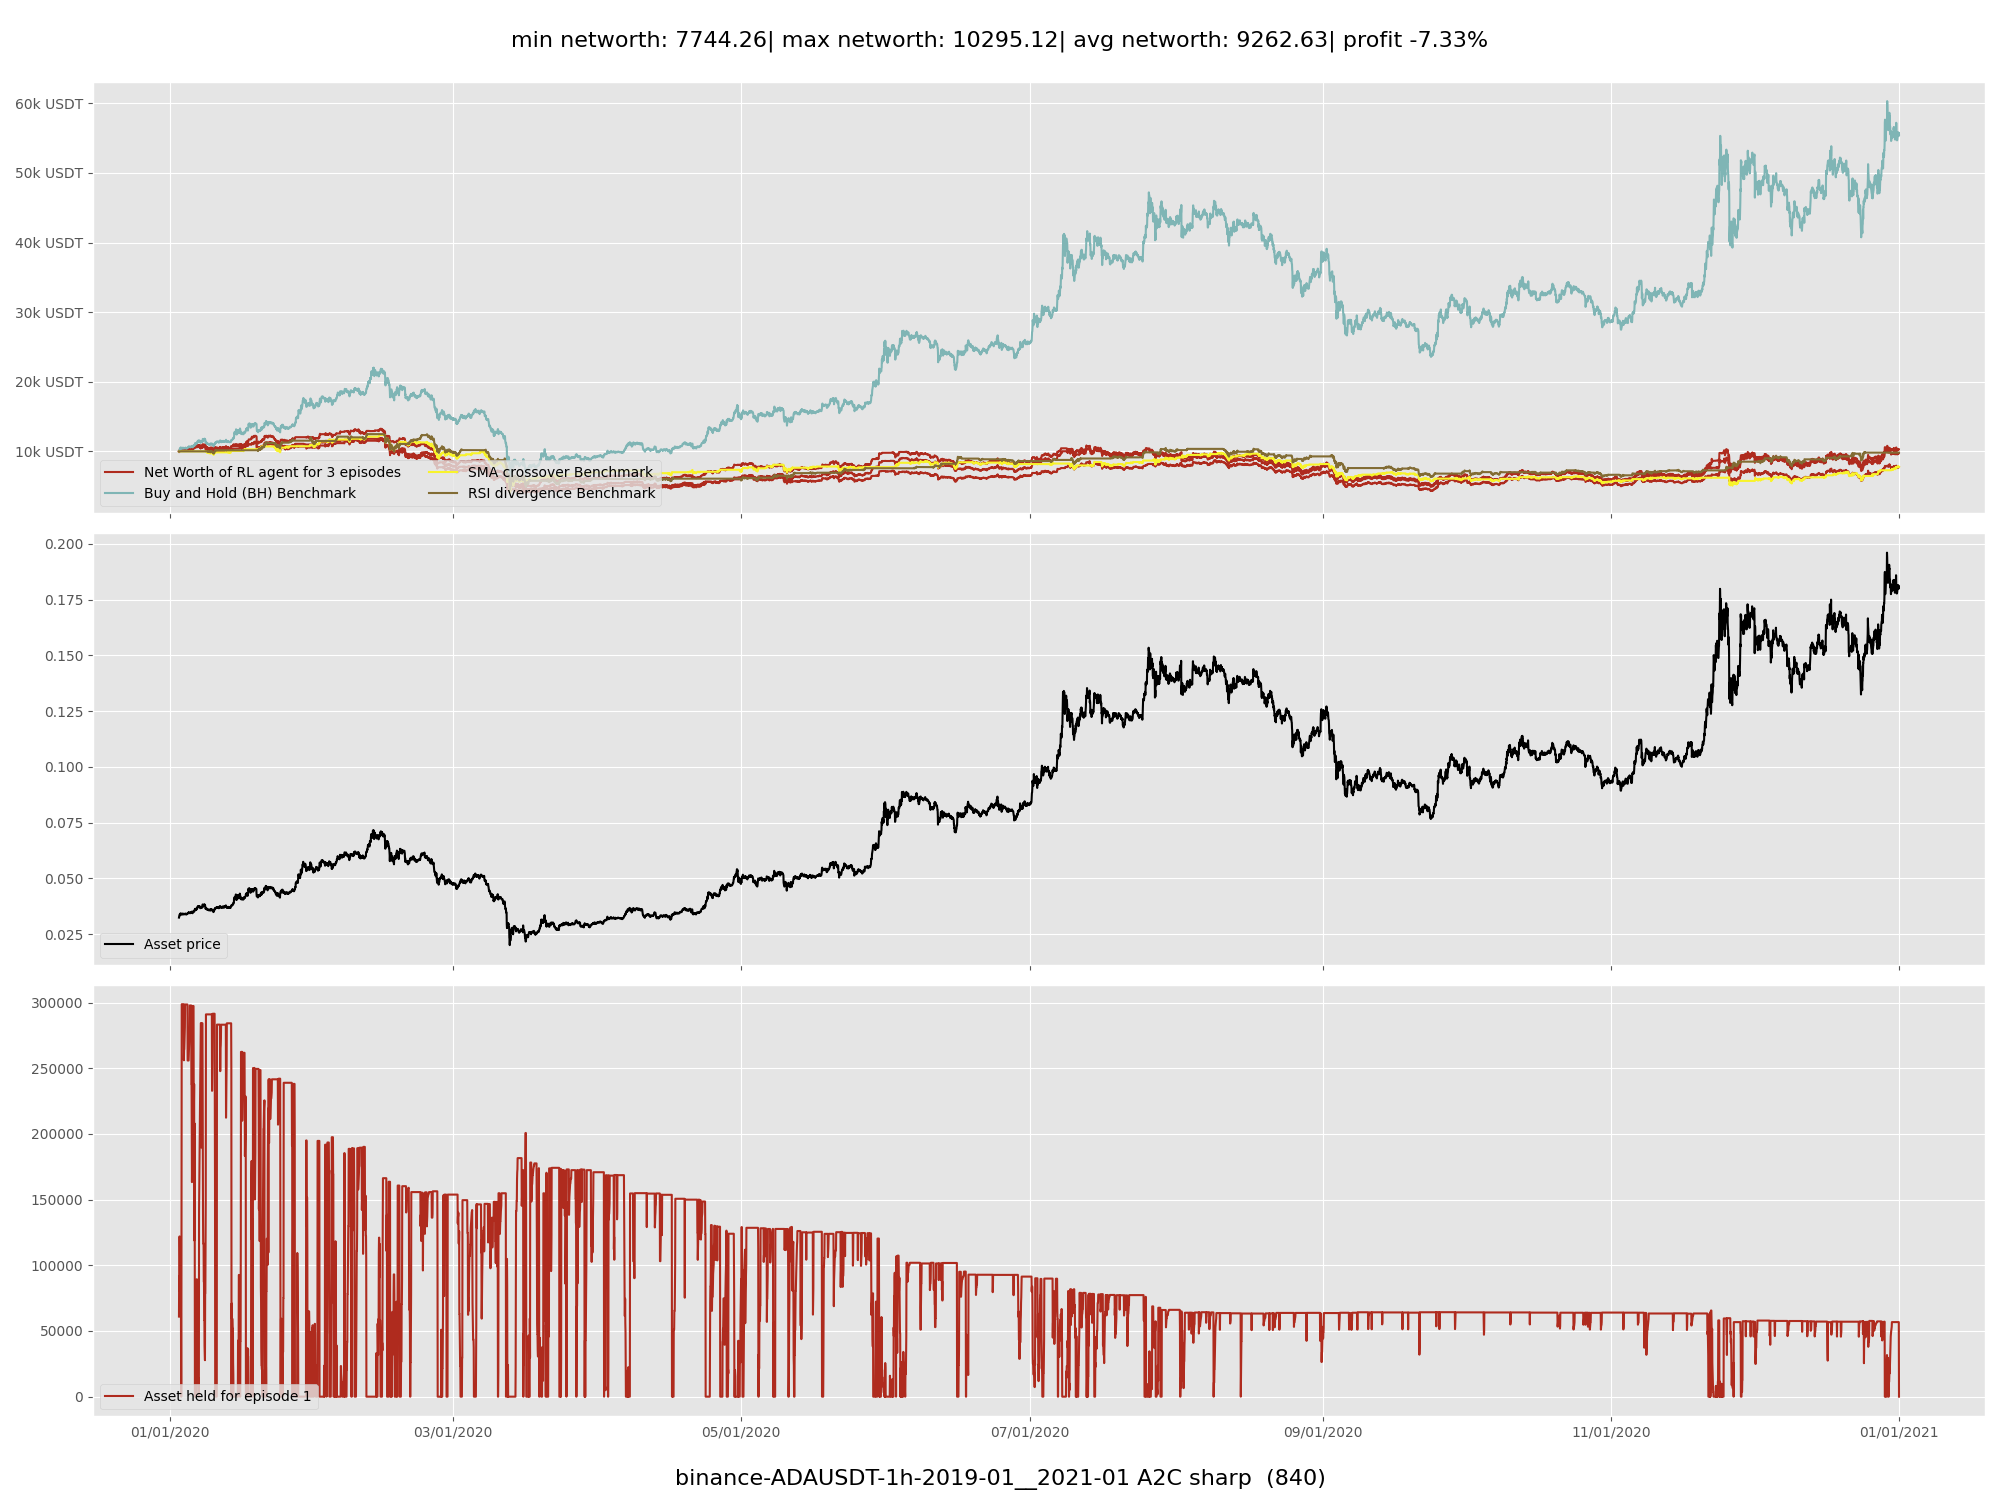 min networth: 7744.26| max networth: 10295.12| avg networth: 9262.63| profit -7.33%
60k USDT
50k USDT
40k USDT
30k USDT
20k USDT
10k USDT
Net Worth of RL agent for 3 episodes
Buy and Hold (BH) Benchmark
SMA crossover Benchmark
RSI divergence Benchmark
0.200
0.175
0.150
0.125
0.100
0.075
0.050
0.025
Asset price
300000
250000
200000
150000
100000
50000
0
Asset held for episode 1
01/01/2020
03/01/2020
05/01/2020
07/01/2020
09/01/2020
11/01/2020
01/01/2021
binance-ADAUSDT-1h-2019-01__2021-01 A2C sharp  (840)